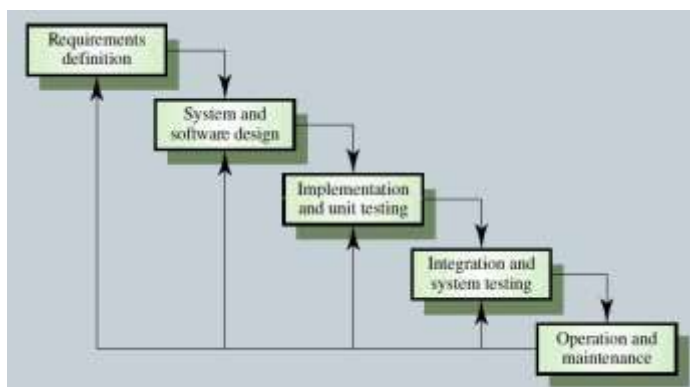 Requirements
definition
System and
software design
Implementation
and unit testing
Integration and
system testing
Operation and
maintenance